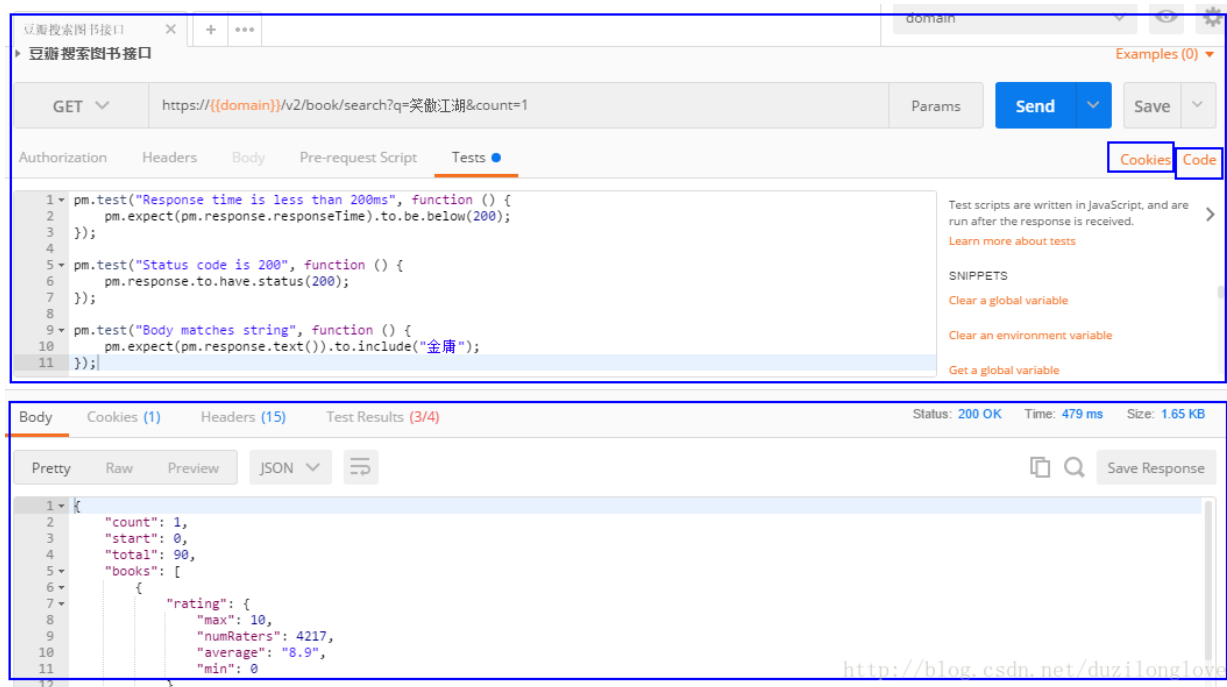 豆瓣搜索图书接口 × + •••
domain
豆瓣搜索图书接口
Examples (0)
GET
https://{{domain}}/v2/book/search?q=笑傲江湖&count=1
Params
Send
Save
Authorization Headers Body Pre-request Script Tests
Cookies Code
1 pm.test("Response time is less than 200ms", function () {
2 pm.expect(pm.response.responseTime).to.be.below(200);
3 });
4
5 pm.test("Status code is 200", function () {
6 pm.response.to.have.status(200);
7 });
8
9 pm.test("Body matches string", function () {
10 pm.expect(pm.response.text()).to.include("金庸");
11 });
Test scripts are written in JavaScript, and are
run after the response is received.
Learn more about tests
SNIPPETS
Clear a global variable
Clear an environment variable
Get a global variable
Body Cookies (1) Headers (15) Test Results (3/4)
Status: 200 OK Time: 479 ms Size: 1.65 KB
Pretty Raw Preview JSON
Save Response
1 {
2 "count": 1,
3 "start": 0,
4 "total": 90,
5 "books": [
6 {
7 "rating": {
8 "max": 10,
9 "numRaters": 4217,
10 "average": "8.9",
11 "min": 0
12 }
http://blog.csdn.net/duzilonglove